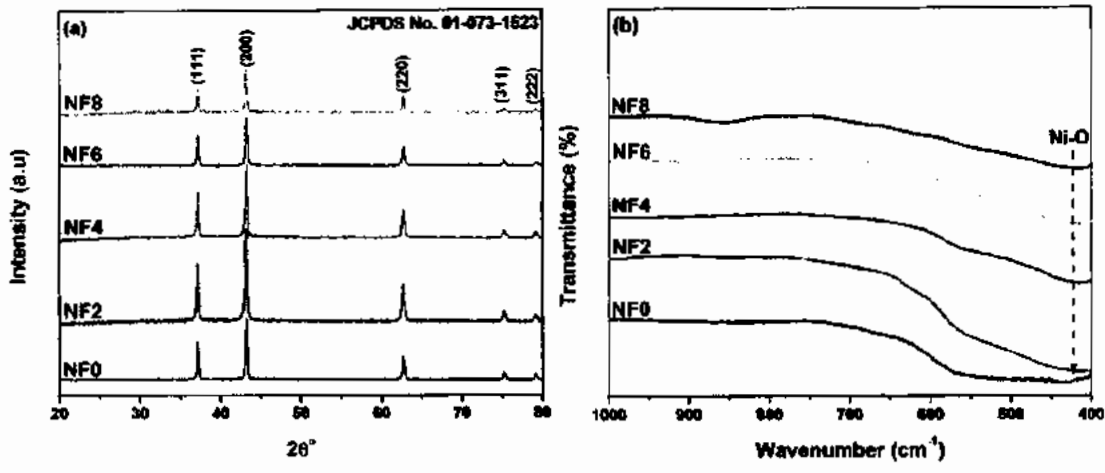 (a)
JCPDS No. 01-073-1523
(111)
(200)
(220)
(311)
(222)
NF8
NF6
NF4
NF2
NF0
Intensity (a.u)
20 30 40 50 60 70 80
2θ°
(b)
NF8
NF6
NF4
NF2
NF0
Ni-O
Transmittance (%)
1000 900 800 700 600 500 400
Wavenumber (cm⁻¹)